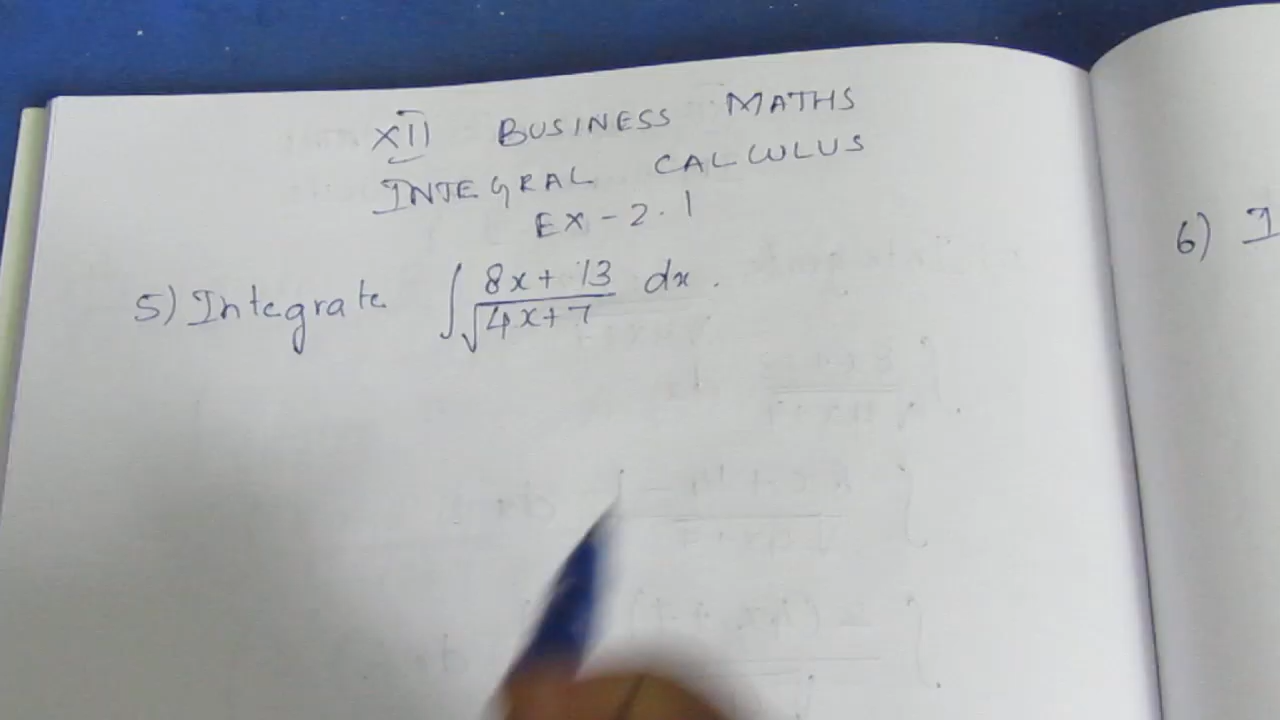 XII BUSINESS MATHS
INTEGRAL CALCULUS
EX - 2.1
5) Integrate ∫ 8x + 13 / √4x+7 dx.
6) I